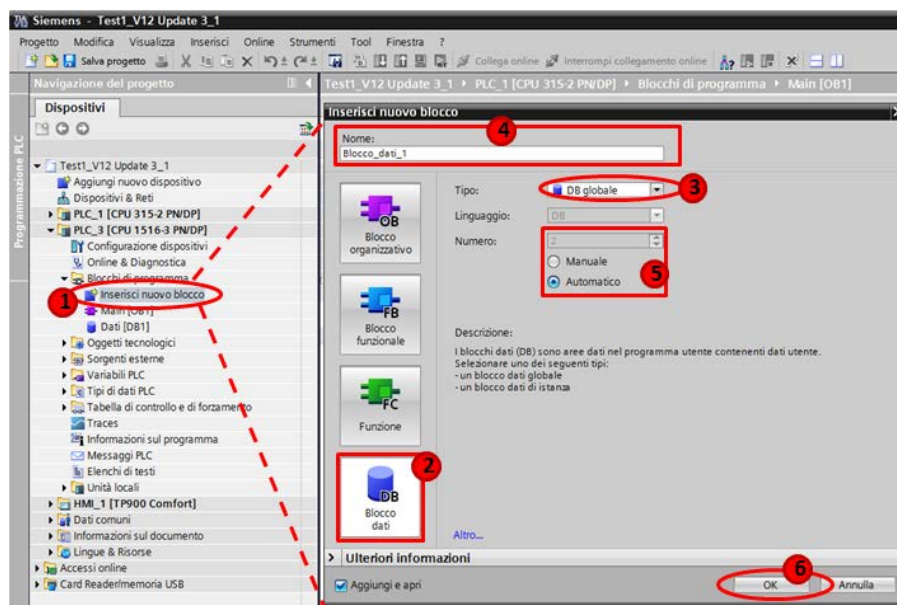 Siemens - Test1_V12 Update 3_1
Progetto Modifica Visualizza Inserisci Online Strumenti Tool Finestra ?
Salva progetto Collega online Interrompi collegamento online
Navigazione del progetto
Test1_V12 Update 3_1 PLC_1 [CPU 315-2 PN/DP] Blocchi di programma Main [OB1]
Dispositivi
Programmazione PLC
Test1_V12 Update 3_1
Aggiungi nuovo dispositivo
Dispositivi & Reti
PLC_1 [CPU 315-2 PN/DP]
PLC_3 [CPU 1516-3 PN/DP]
Configurazione dispositivi
Online & Diagnostica
Blocchi di programma
Inserisci nuovo blocco
1
Main [OB1]
Dati [DB1]
Oggetti tecnologici
Sorgenti esterne
Variabili PLC
Tipi di dati PLC
Tabella di controllo e di forzamento
Traces
Informazioni sul programma
Messaggi PLC
Elenchi di testi
Unità locali
HMI_1 [TP900 Comfort]
Dati comuni
Informazioni sul documento
Lingue & Risorse
Accessi online
Card Reader/memoria USB
Inserisci nuovo blocco
4
Nome:
Blocco_dati_1
OB
Blocco
organizzativo
FB
Blocco
funzionale
FC
Funzione
2
DB
Blocco
dati
Tipo: DB globale
3
Linguaggio: DB
Numero: 2
Manuale
5
Automatico
Descrizione:
I blocchi dati (DB) sono aree dati nel programma utente contenenti dati utente.
Selezionare uno dei seguenti tipi:
- un blocco dati globale
- un blocco dati di istanza
Altro...
Ulteriori informazioni
6
Aggiungi e apri
OK
Annulla